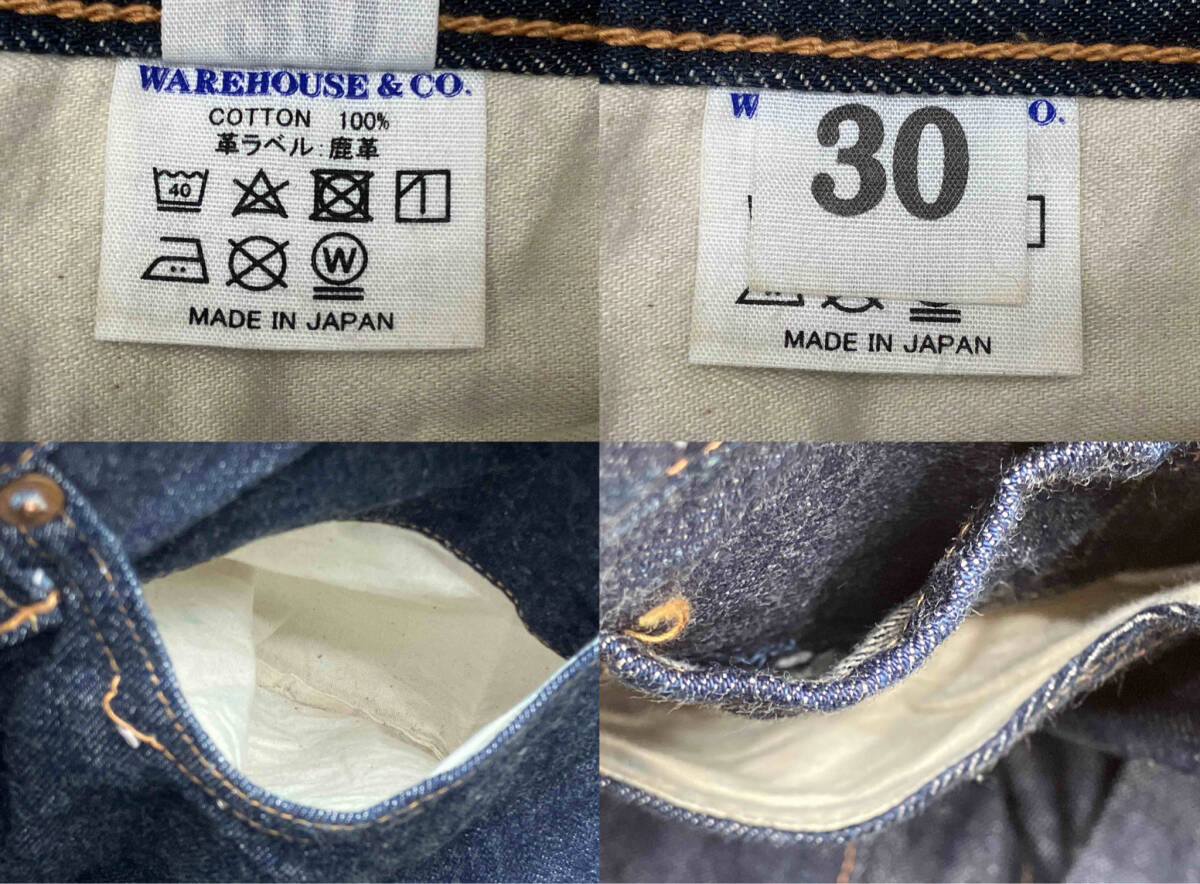 WAREHOUSE & CO.
COTTON 100%
革ラベル:鹿革
40
W
MADE IN JAPAN
W O.
30
MADE IN JAPAN